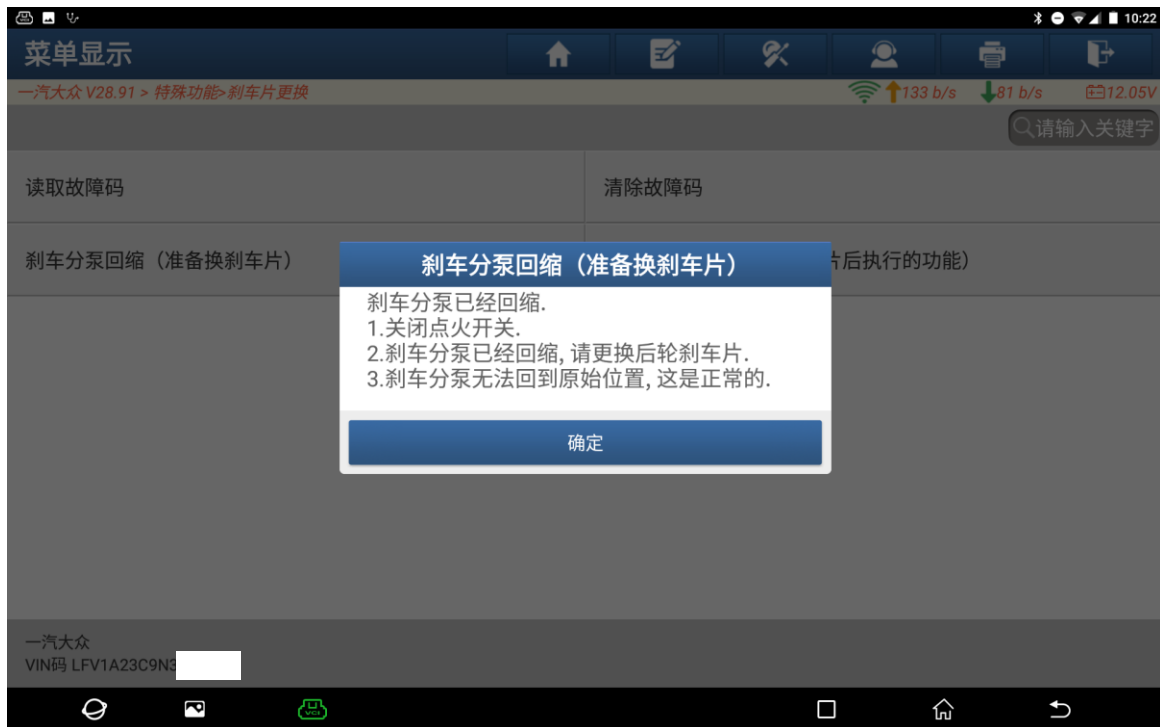 10:22
菜单显示
一汽大众 V28.91 > 特殊功能>刹车片更换
133 b/s
81 b/s
12.05V
请输入关键字
读取故障码
清除故障码
刹车分泵回缩（准备换刹车片）
片后执行的功能）
刹车分泵回缩（准备换刹车片）
刹车分泵已经回缩.
1.关闭点火开关.
2.刹车分泵已经回缩, 请更换后轮刹车片.
3.刹车分泵无法回到原始位置, 这是正常的.
确定
一汽大众
VIN码 LFV1A23C9N3
VCI